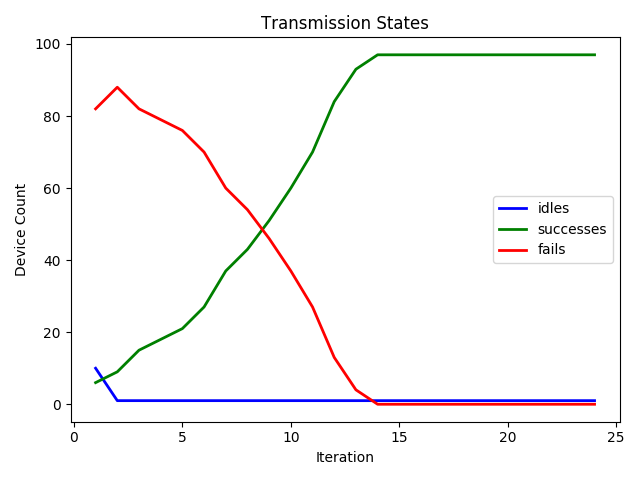 Transmission States
Device Count
100
80
60
40
20
0
idles
successes
fails
0 5 10 15 20 25
Iteration